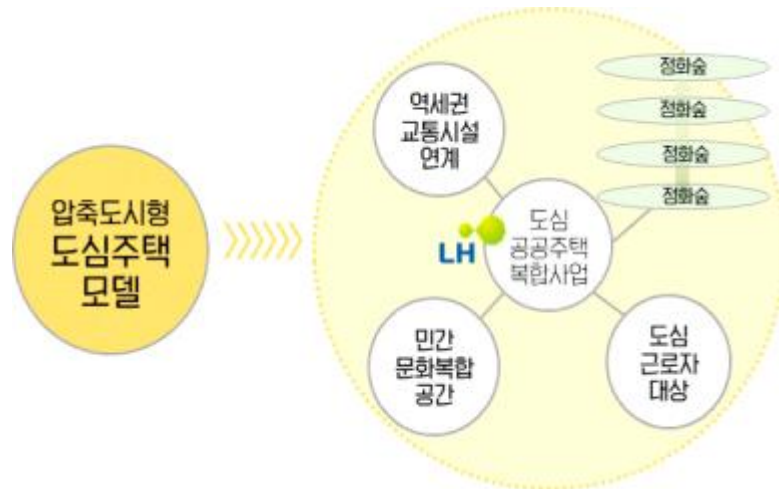 압축도시형
도심주택
모델
역세권
교통시설
연계
정화숲
정화숲
정화숲
정화숲
LH
도심
공공주택
복합사업
민간
문화복합
공간
도심
근로자
대상